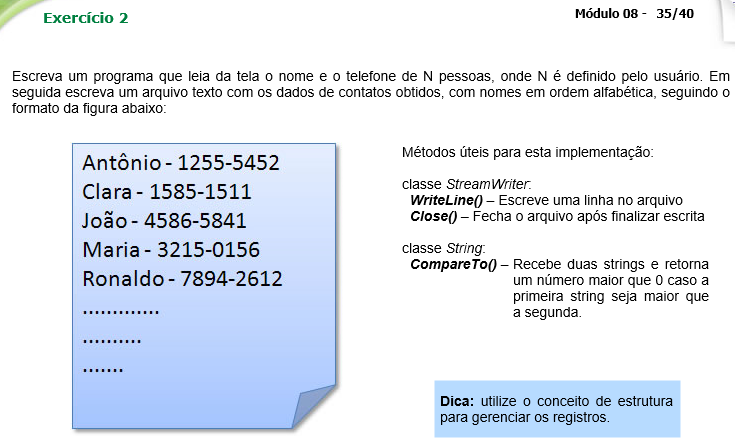 Exercício 2
Módulo 08 - 35/40
Escreva um programa que leia da tela o nome e o telefone de N pessoas, onde N é definido pelo usuário. Em
seguida escreva um arquivo texto com os dados de contatos obtidos, com nomes em ordem alfabética, seguindo o
formato da figura abaixo:
Antônio - 1255-5452
Clara - 1585-1511
João - 4586-5841
Maria - 3215-0156
Ronaldo - 7894-2612
.............
..........
.......
Métodos úteis para esta implementação:
classe StreamWriter:
WriteLine() – Escreve uma linha no arquivo
Close() – Fecha o arquivo após finalizar escrita
classe String:
CompareTo() – Recebe duas strings e retorna
um número maior que 0 caso a
primeira string seja maior que
a segunda.
Dica: utilize o conceito de estrutura
para gerenciar os registros.